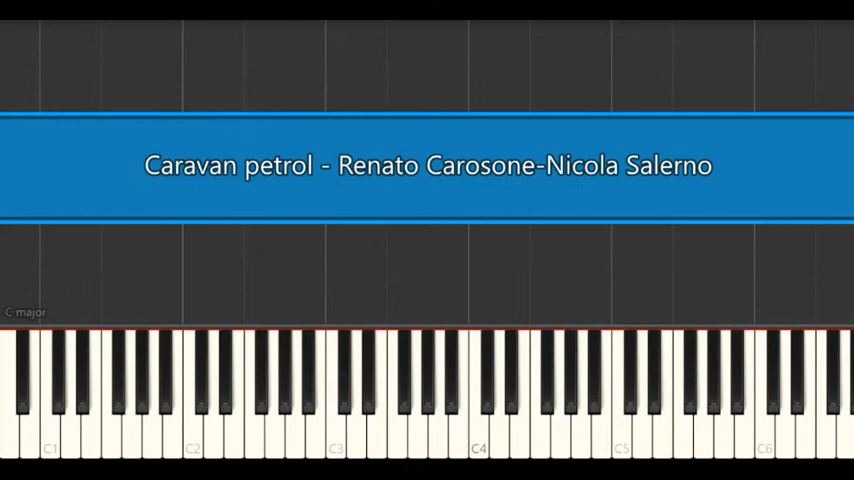 Caravan petrol - Renato Carosone-Nicola Salerno
C major
C1 C2 C3 C4 C5 C6